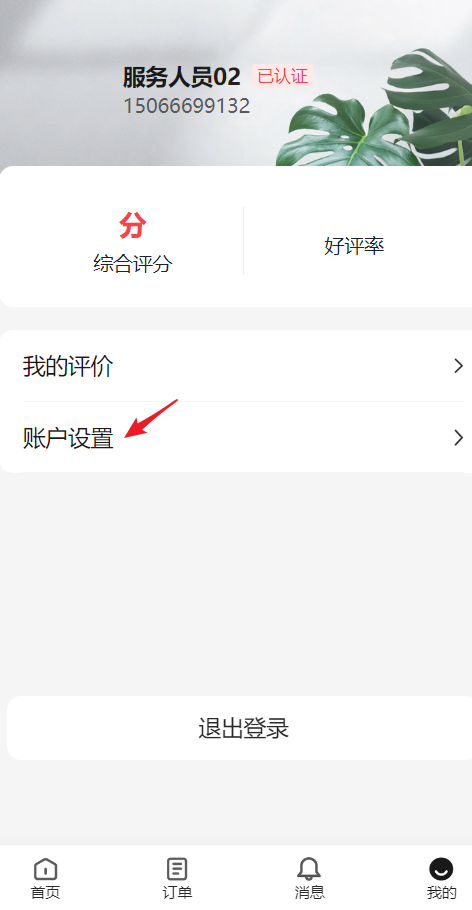 服务人员02 已认证
15066699132
分
综合评分
好评率
我的评价
账户设置
退出登录
首页 订单 消息 我的